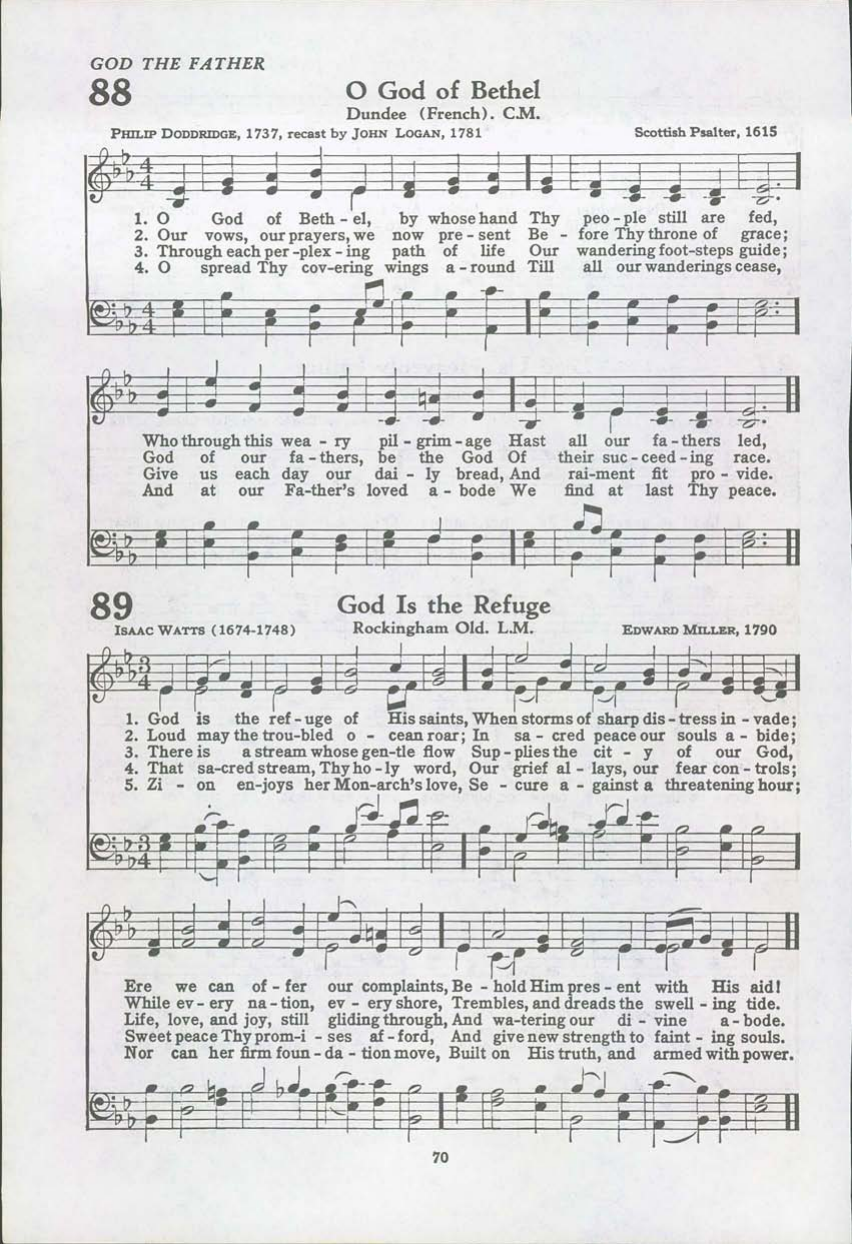 GOD THE FATHER
88 O God of Bethel
Dundee (French). C.M.
PHILIP DODDRIDGE, 1737, recast by JOHN LOGAN, 1781 Scottish Psalter, 1615
1. O God of Beth - el, by whose hand Thy peo - ple still are fed,
2. Our vows, our prayers, we now pre - sent Be - fore Thy throne of grace;
3. Through each per - plex - ing path of life Our wandering foot-steps guide;
4. O spread Thy cov - ering wings a - round Till all our wanderings cease,
Who through this wea - ry pil - grim - age Hast all our fa - thers led,
God of our fa - thers, be the God Of their suc - ceed - ing race.
Give us each day our dai - ly bread, And rai-ment fit pro - vide.
And at our Fa-ther's loved a - bode We find at last Thy peace.
89 God Is the Refuge
ISAAC WATTS (1674-1748) Rockingham Old. L.M. EDWARD MILLER, 1790
1. God is the ref - uge of His saints, When storms of sharp dis - tress in - vade;
2. Loud may the trou - bled o - cean roar; In sa - cred peace our souls a - bide;
3. There is a stream whose gen - tle flow Sup - plies the cit - y of our God,
4. That sa - cred stream, Thy ho - ly word, Our grief al - lays, our fear con - trols;
5. Zi - on en - joys her Mon - arch's love, Se - cure a - gainst a threatening hour;
Ere we can of - fer our complaints, Be - hold Him pres - ent with His aid!
While ev - ery na - tion, ev - ery shore, Trembles, and dreads the swell - ing tide.
Life, love, and joy, still gliding through, And wa-tering our di - vine a - bode.
Sweet peace Thy prom - i - ses af - ford, And give new strength to faint - ing souls.
Nor can her firm foun - da - tion move, Built on His truth, and armed with power.
70